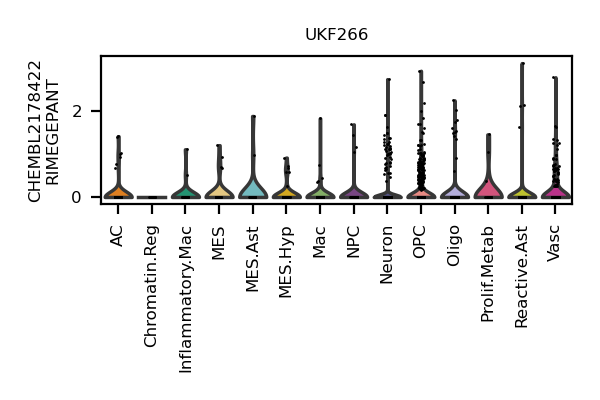 UKF266
CHEMBL2178422
RIMEGEPANT
2
0
AC
Chromatin.Reg
Inflammatory.Mac
MES
MES.Ast
MES.Hyp
Mac
NPC
Neuron
OPC
Oligo
Prolif.Metab
Reactive.Ast
Vasc